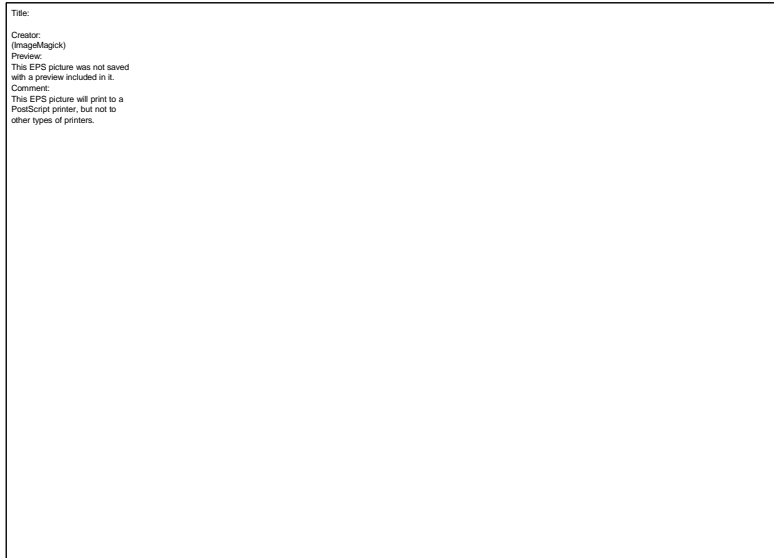 Title:
Creator:
(ImageMagick)
Preview:
This EPS picture was not saved
with a preview included in it.
Comment:
This EPS picture will print to a
PostScript printer, but not to
other types of printers.